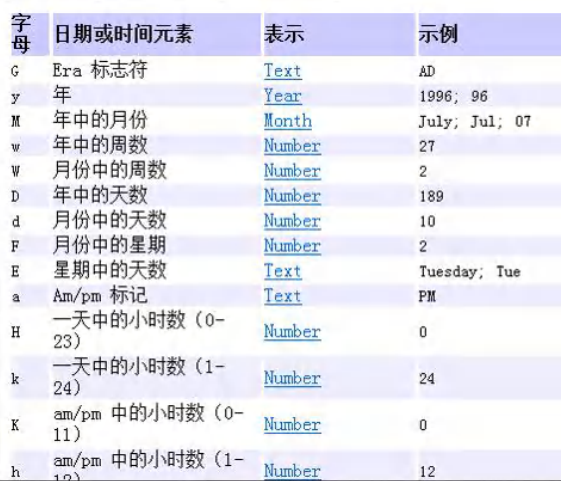 字母 日期或时间元素 表示 示例
G Era 标志符 Text AD
y 年 Year 1996; 96
M 年中的月份 Month July; Jul; 07
w 年中的周数 Number 27
W 月份中的周数 Number 2
D 年中的天数 Number 189
d 月份中的天数 Number 10
F 月份中的星期 Number 2
E 星期中的天数 Text Tuesday; Tue
a Am/pm 标记 Text PM
H 一天中的小时数（0-
23） Number 0
k 一天中的小时数（1-
24） Number 24
K am/pm 中的小时数（0-
11） Number 0
h am/pm 中的小时数（1-
12） Number 12